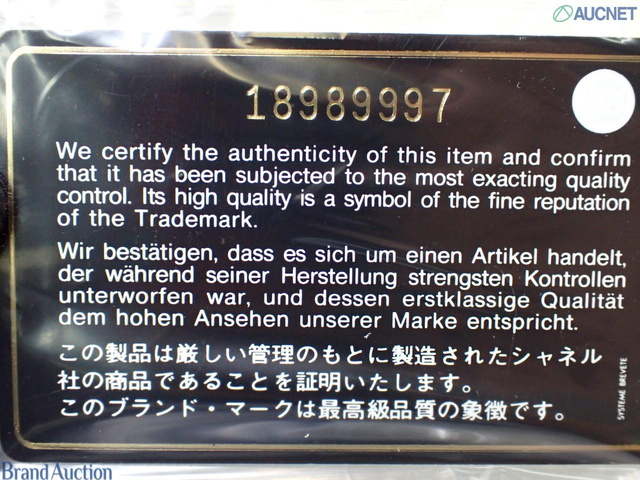 AUCNET
18989997
We certify the authenticity of this item and confirm
that it has been subjected to the most exacting quality
control. Its high quality is a symbol of the fine reputation
of the Trademark.
Wir bestätigen, dass es sich um einen Artikel handelt,
der während seiner Herstellung strengsten Kontrollen
unterworfen war, und dessen erstklassige Qualität
dem hohen Ansehen unserer Marke entspricht.
この製品は厳しい管理のもとに製造されたシャネル
社の商品であることを証明いたします。
このブランド・マークは最高級品質の象徴です。
SYSTEME BREVETE
Brand Auction